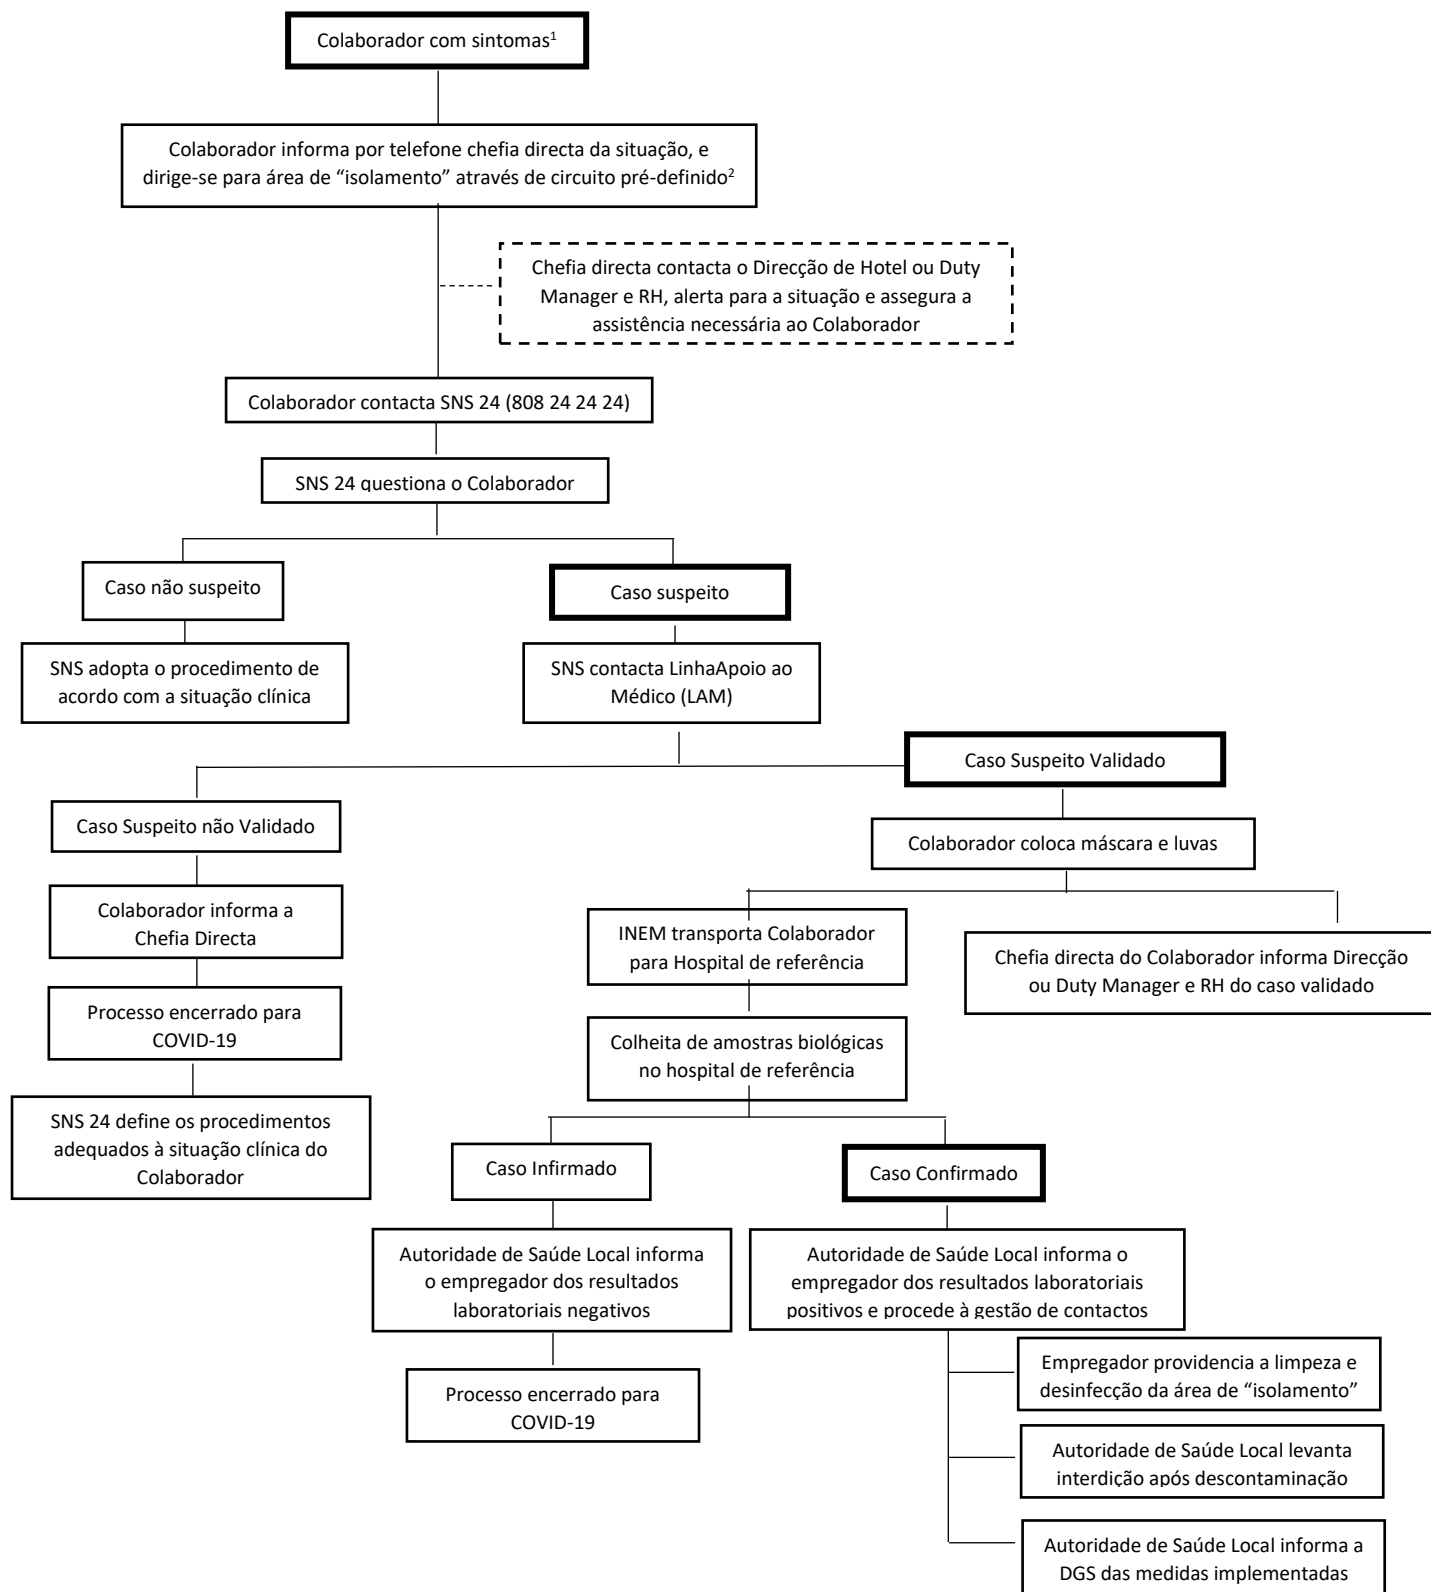 Colaborador com sintomas¹
Colaborador informa por telefone chefia directa da situação, e
dirige-se para área de “isolamento” através de circuito pré-definido²
Chefia directa contacta o Direcção de Hotel ou Duty
Manager e RH, alerta para a situação e assegura a
assistência necessária ao Colaborador
Colaborador contacta SNS 24 (808 24 24 24)
SNS 24 questiona o Colaborador
Caso não suspeito
Caso suspeito
SNS adopta o procedimento de
acordo com a situação clínica
SNS contacta LinhaApoio ao
Médico (LAM)
Caso Suspeito Validado
Caso Suspeito não Validado
Colaborador coloca máscara e luvas
Colaborador informa a
Chefia Directa
INEM transporta Colaborador
para Hospital de referência
Chefia directa do Colaborador informa Direcção
ou Duty Manager e RH do caso validado
Processo encerrado para
COVID-19
Colheita de amostras biológicas
no hospital de referência
SNS 24 define os procedimentos
adequados à situação clínica do
Colaborador
Caso Infirmado
Caso Confirmado
Autoridade de Saúde Local informa
o empregador dos resultados
laboratoriais negativos
Autoridade de Saúde Local informa o
empregador dos resultados laboratoriais
positivos e procede à gestão de contactos
Processo encerrado para
COVID-19
Empregador providencia a limpeza e
desinfecção da área de “isolamento”
Autoridade de Saúde Local levanta
interdição após descontaminação
Autoridade de Saúde Local informa a
DGS das medidas implementadas